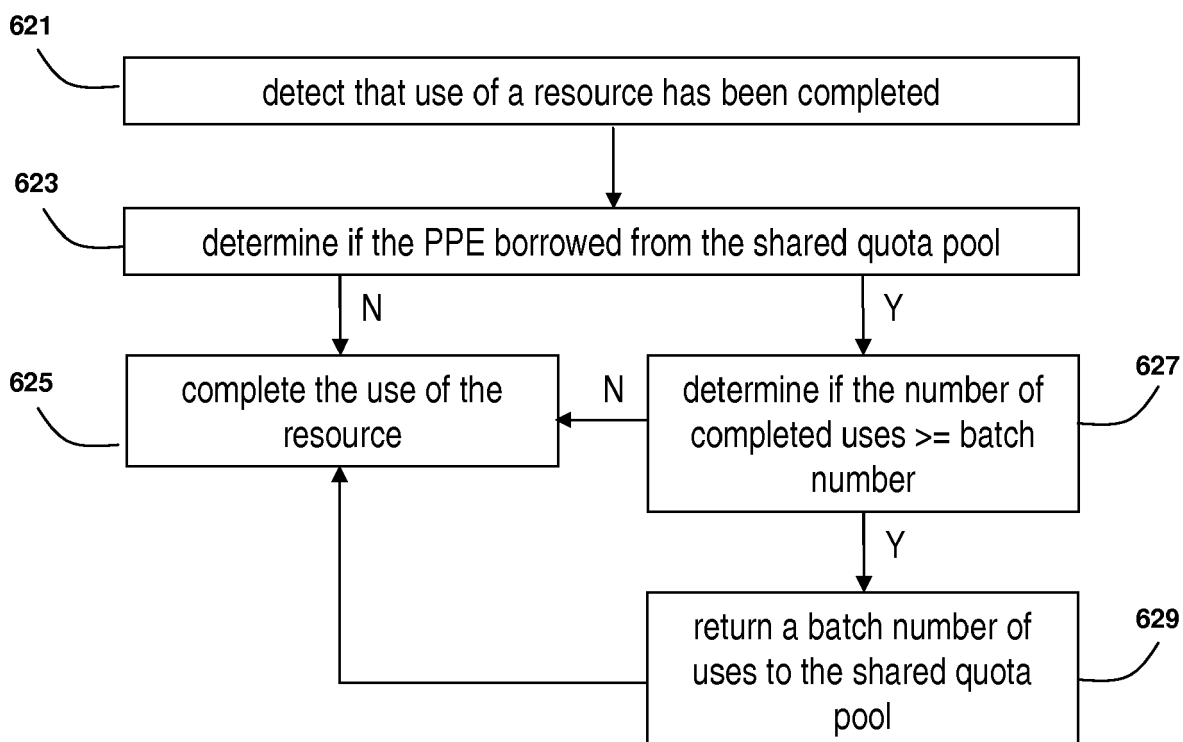 621
detect that use of a resource has been completed
623
determine if the PPE borrowed from the shared quota pool
N
Y
625
complete the use of the
resource
N
determine if the number of
completed uses >= batch
number
627
Y
return a batch number of
uses to the shared quota
pool
629